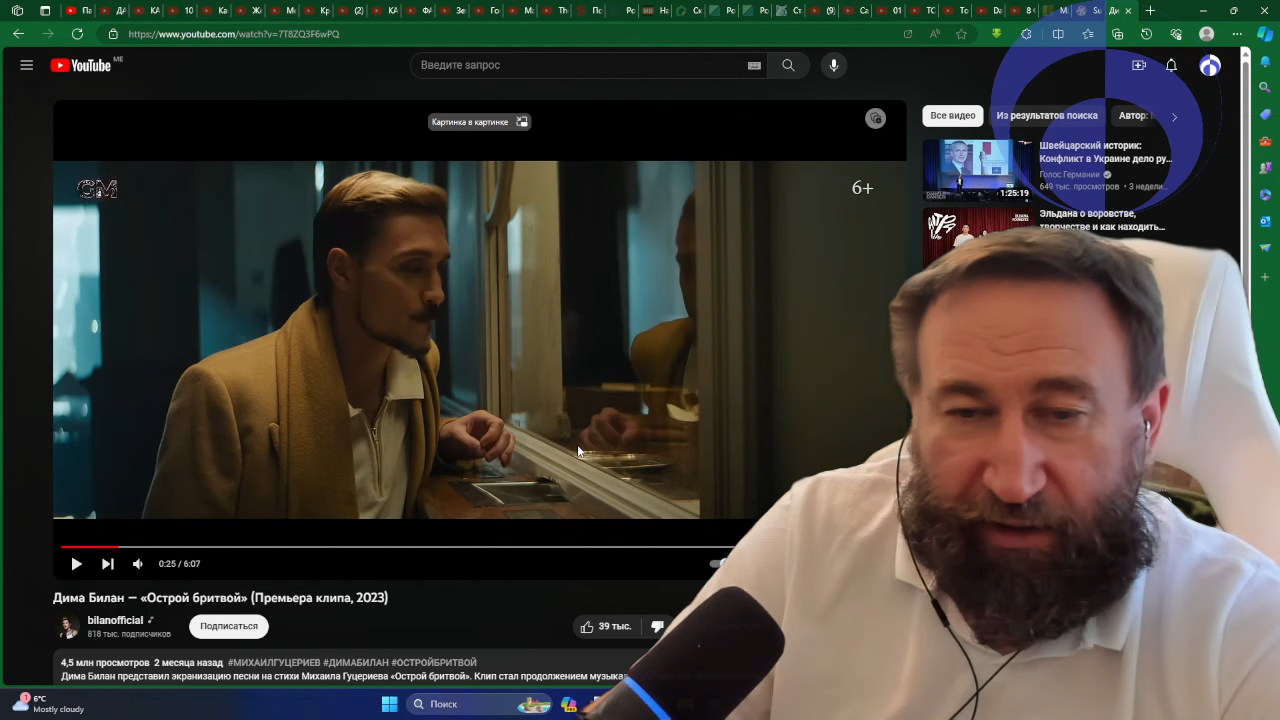 https://www.youtube.com/watch?v=7T8ZQ3F6wPQ
YouTube ME
Введите запрос
Картинка в картинке
GM
6+
Все видео
Из результатов поиска
Автор:
Швейцарский историк:
Конфликт в Украине дело ру...
Голос Германии
649 тыс. просмотров • 3 недели...
1:25:19
Эльдана о воровстве,
творчестве и как находить...
0:25 / 6:07
Дима Билан — «Острой бритвой» (Премьера клипа, 2023)
bilanofficial
818 тыс. подписчиков
Подписаться
39 тыс.
4,5 млн просмотров 2 месяца назад #МИХАИЛГУЦЕРИЕВ #ДИМАБИЛАН #ОСТРОЙБРИТВОЙ
Дима Билан представил экранизацию песни на стихи Михаила Гуцериева «Острой бритвой». Клип стал продолжением
6°C
Mostly cloudy
Поиск